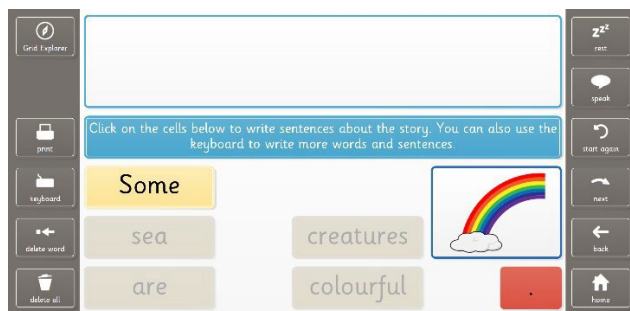 Grid Explorer
print
keyboard
delete word
delete all
Click on the cells below to write sentences about the story. You can also use the
keyboard to write more words and sentences.
Some
sea creatures
are colourful .
zzz
rest
speak
start again
next
back
home